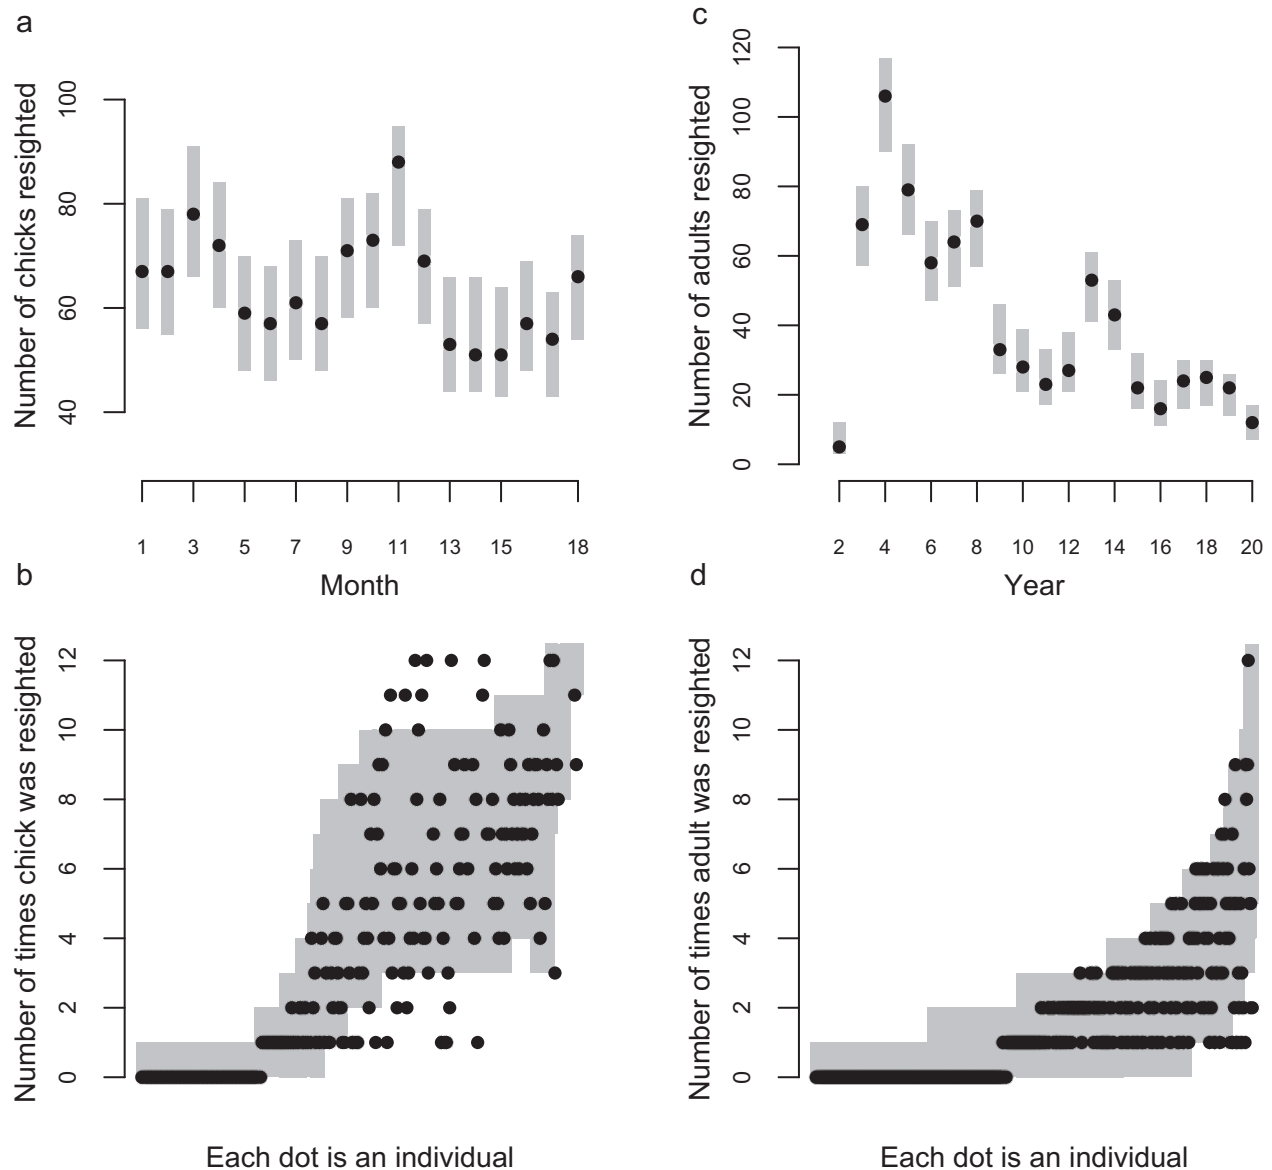 a
Number of chicks resighted
100
80
60
40
1 3 5 7 9 11 13 15 18
Month
c
Number of adults resighted
120
100
80
60
40
20
0
2 4 6 8 10 12 14 16 18 20
Year
b
Number of times chick was resighted
12
10
8
6
4
2
0
Each dot is an individual
d
Number of times adult was resighted
12
10
8
6
4
2
0
Each dot is an individual